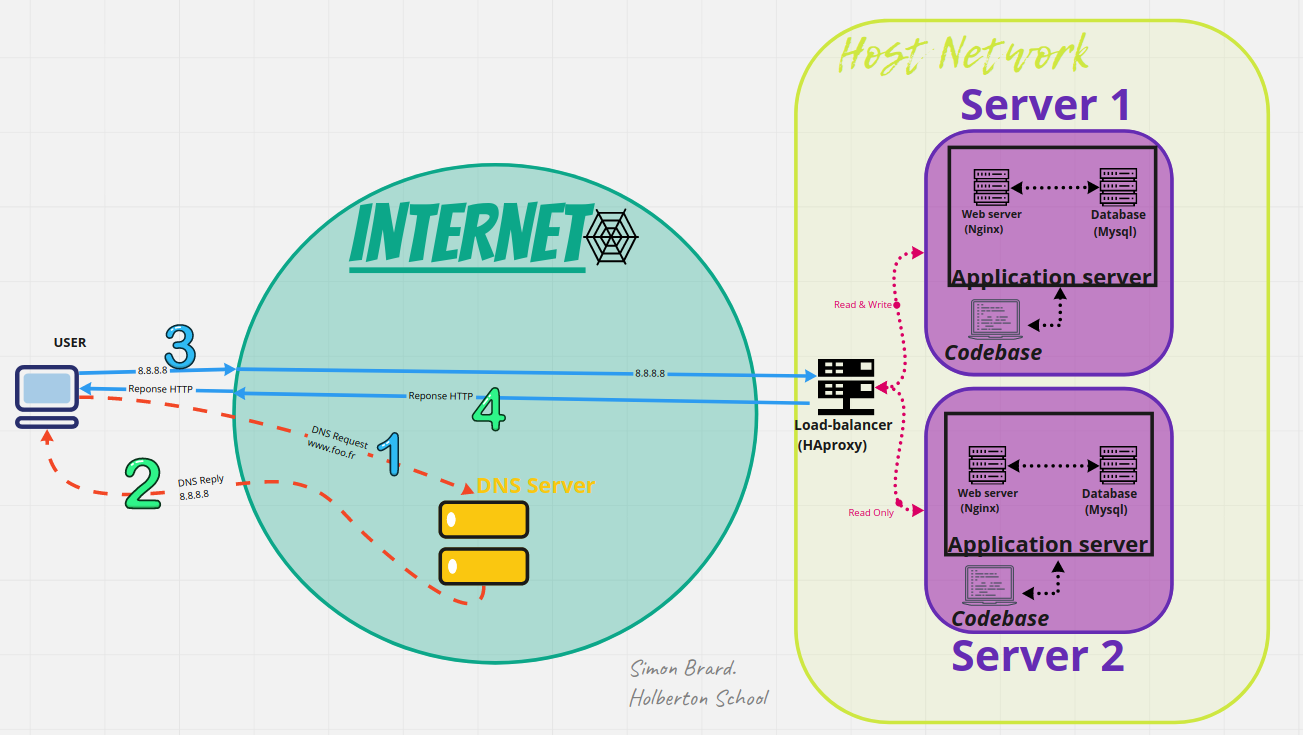 Host Network
Server 1
Web server
(Nginx)
Database
(Mysql)
Application server
Codebase
INTERNET
Read & Write
USER
3
8.8.8.8
8.8.8.8
Reponse HTTP
Reponse HTTP
4
Load-balancer
(HAproxy)
DNS Request
www.foo.fr
1
2
DNS Reply
8.8.8.8
DNS Server
Read Only
Web server
(Nginx)
Database
(Mysql)
Application server
Codebase
Server 2
Simon Brard.
Holberton School